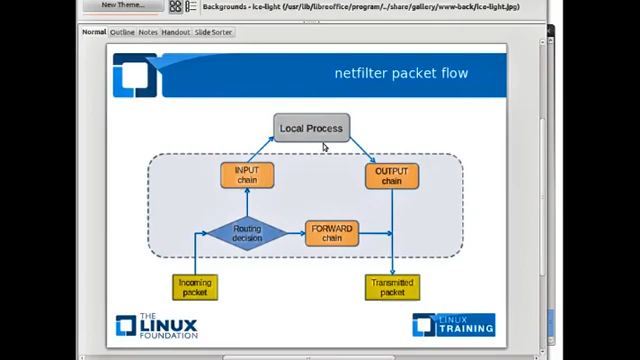 New Theme...
Backgrounds - ice-light (/usr/lib/libreoffice/program/../share/gallery/www-back/ice-light.jpg)
Normal
Outline
Notes
Handout
Slide Sorter
netfilter packet flow
Local Process
INPUT
chain
OUTPUT
chain
Routing
decision
FORWARD
chain
Incoming
packet
Transmitted
packet
THE
LINUX
FOUNDATION
LINUX
TRAINING